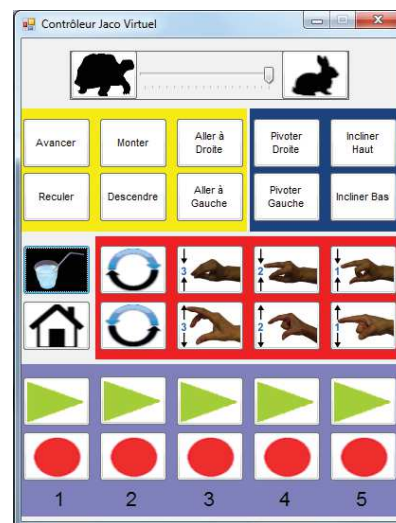 Contrôleur Jaco Virtuel
Avancer
Monter
Aller à
Droite
Pivoter
Droite
Incliner
Haut
Reculer
Descendre
Aller à
Gauche
Pivoter
Gauche
Incliner Bas
3
2
1
3
2
1
1 2 3 4 5